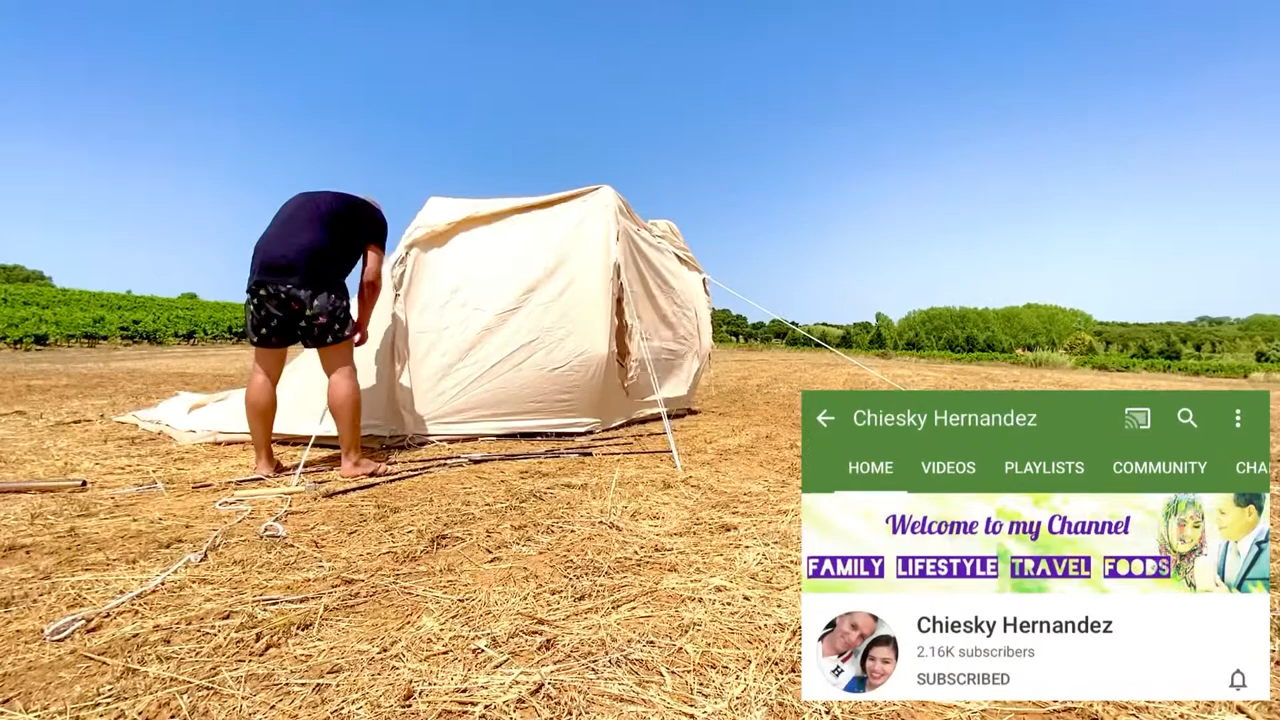 Chiesky Hernandez
HOME VIDEOS PLAYLISTS COMMUNITY CHA
Welcome to my Channel
FAMILY LIFESTYLE TRAVEL FOODS
Chiesky Hernandez
2.16K subscribers
SUBSCRIBED
H